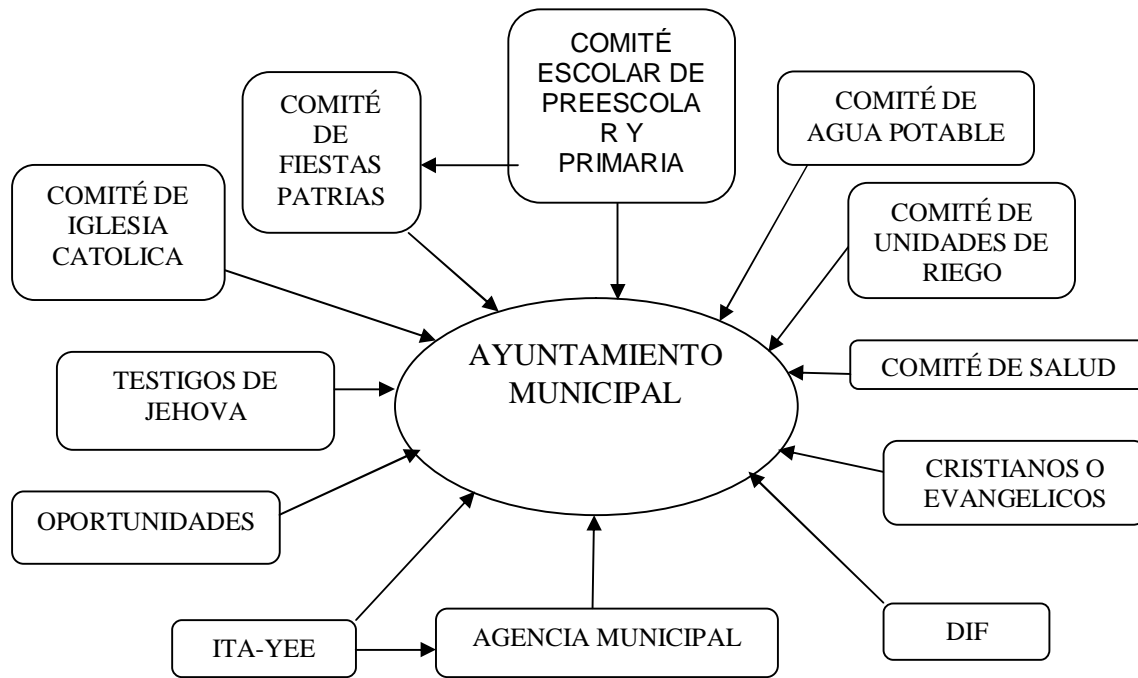 COMITÉ
ESCOLAR DE
PREESCOLA
R Y
PRIMARIA
COMITÉ
DE
FIESTAS
PATRIAS
COMITÉ DE
AGUA POTABLE
COMITÉ DE
IGLESIA
CATOLICA
COMITÉ DE
UNIDADES DE
RIEGO
AYUNTAMIENTO
MUNICIPAL
TESTIGOS DE
JEHOVA
COMITÉ DE SALUD
CRISTIANOS O
EVANGELICOS
OPORTUNIDADES
ITA-YEE
AGENCIA MUNICIPAL
DIF